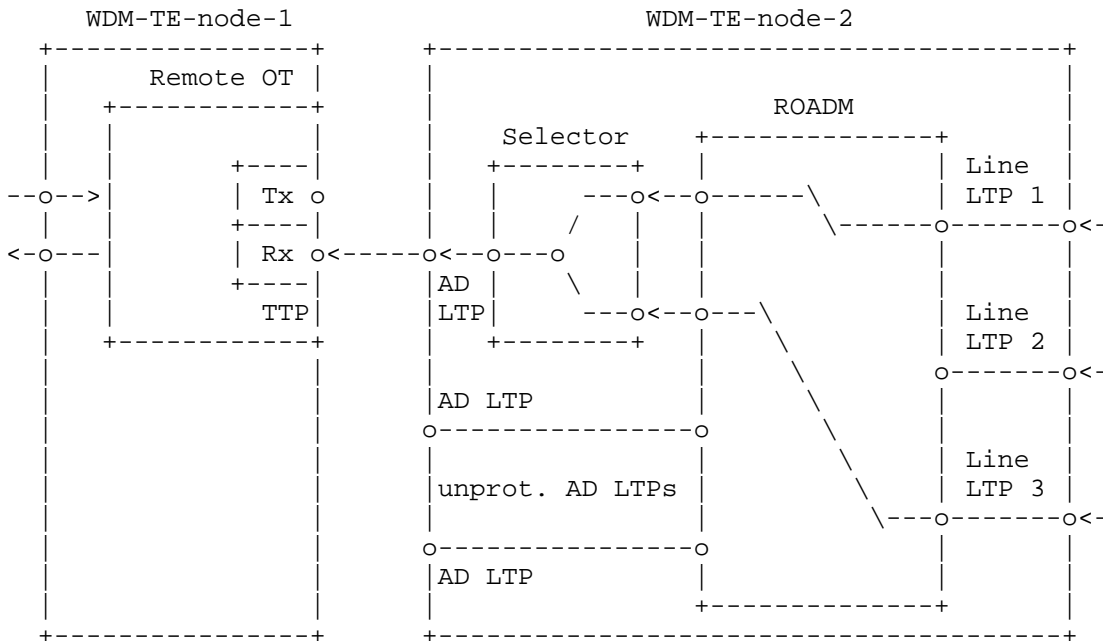 WDM-TE-node-1 WDM-TE-node-2
Remote OT
ROADM
Selector
Line
Tx LTP 1
Rx
AD
TTP LTP Line
LTP 2
AD LTP
Line
unprot. AD LTPs LTP 3
AD LTP